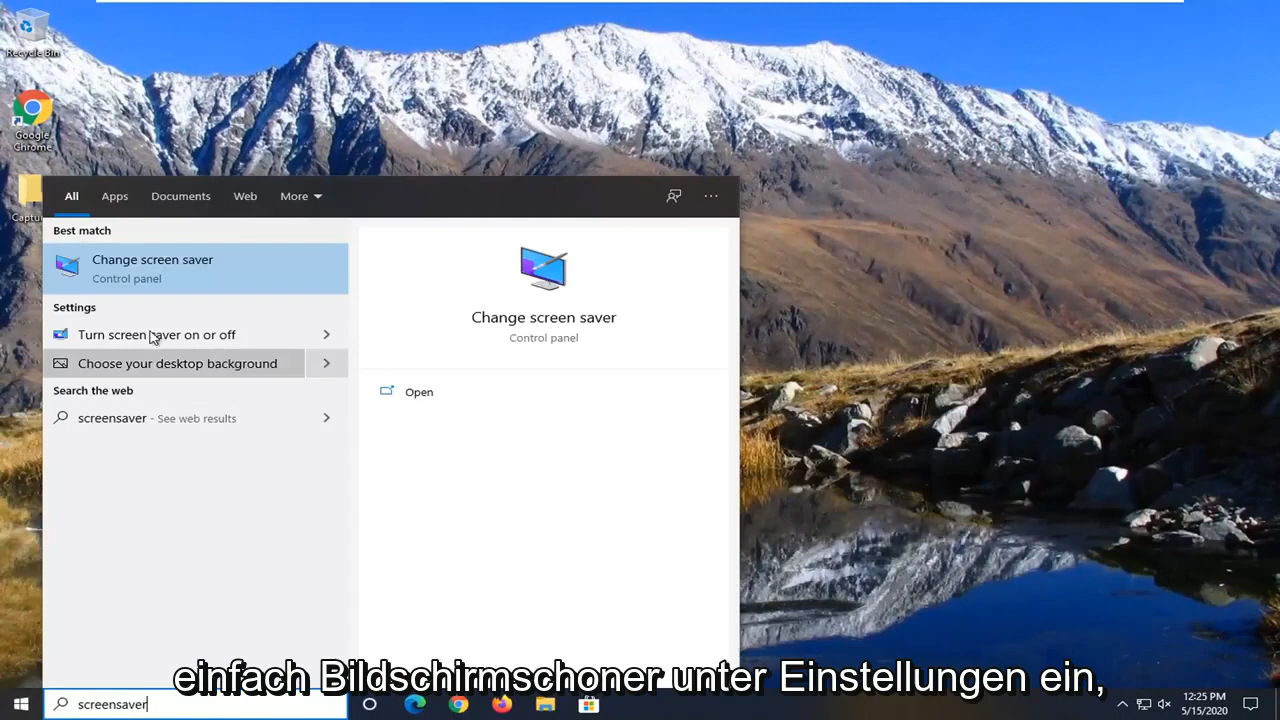 Recycle Bin
Google
Chrome
Captu
All
Apps
Documents
Web
More
Best match
Change screen saver
Control panel
Settings
Turn screen saver on or off
Choose your desktop background
Search the web
screensaver - See web results
Change screen saver
Control panel
Open
einfach Bildschirmschoner unter Einstellungen ein,
screensaver
12:25 PM
5/15/2020